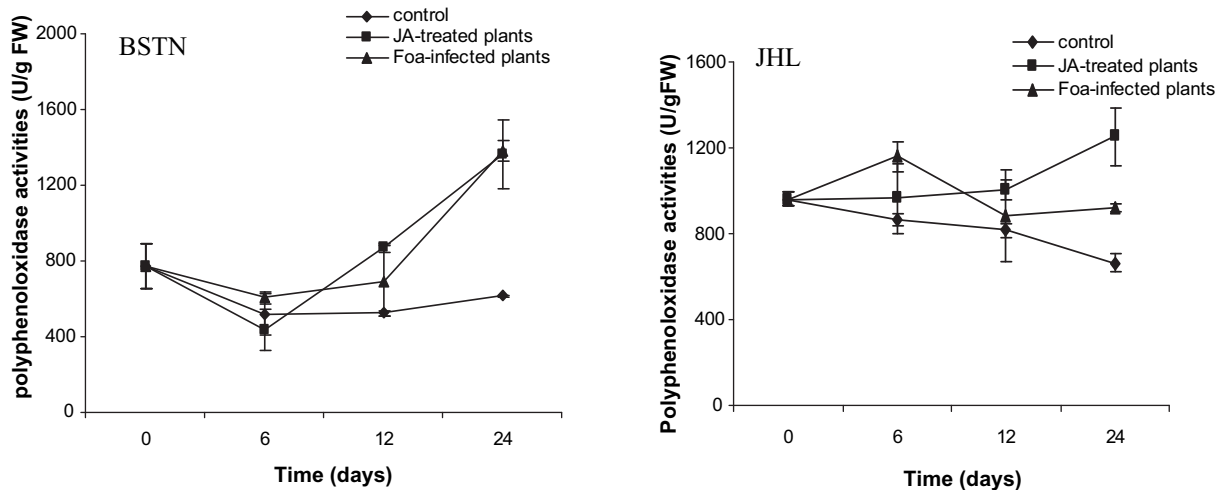 BSTN
control
JA-treated plants
Foa-infected plants
polyphenoloxidase activities (U/g FW)
2000
1600
1200
800
400
0
0 6 12 24
Time (days)
JHL
control
JA-treated plants
Foa-infected plants
Polyphenoloxidase activities (U/gFW)
1600
1200
800
400
0
0 6 12 24
Time (days)